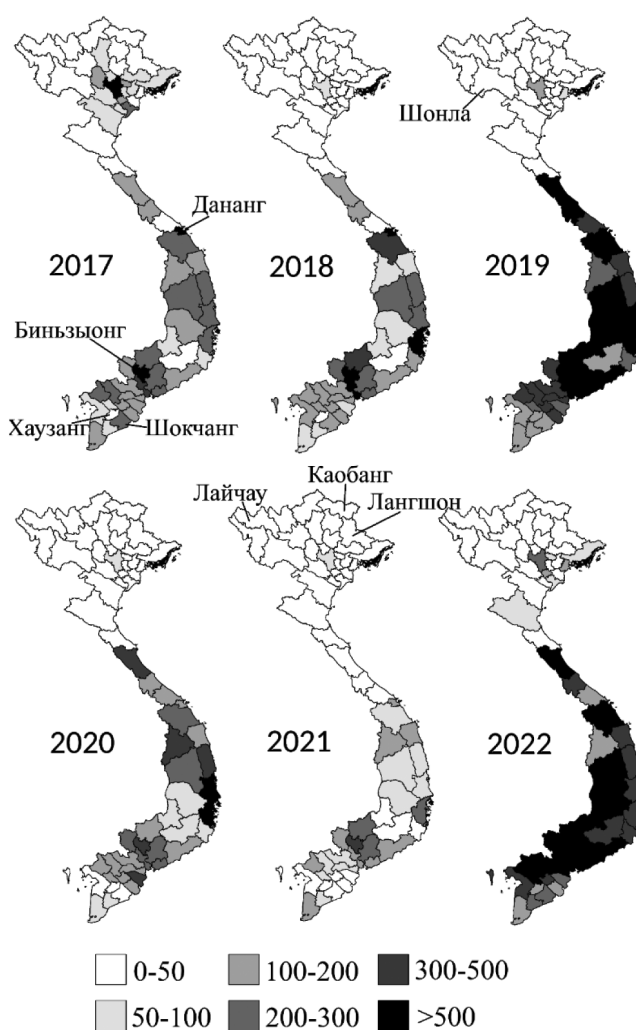 Шонла
Дананг
2017
2018
2019
Биньзыонг
Хаузанг
Шокчанг
Каобанг
Лайчау
Лангшон
2020
2021
2022
0-50
100-200
300-500
50-100
200-300
>500